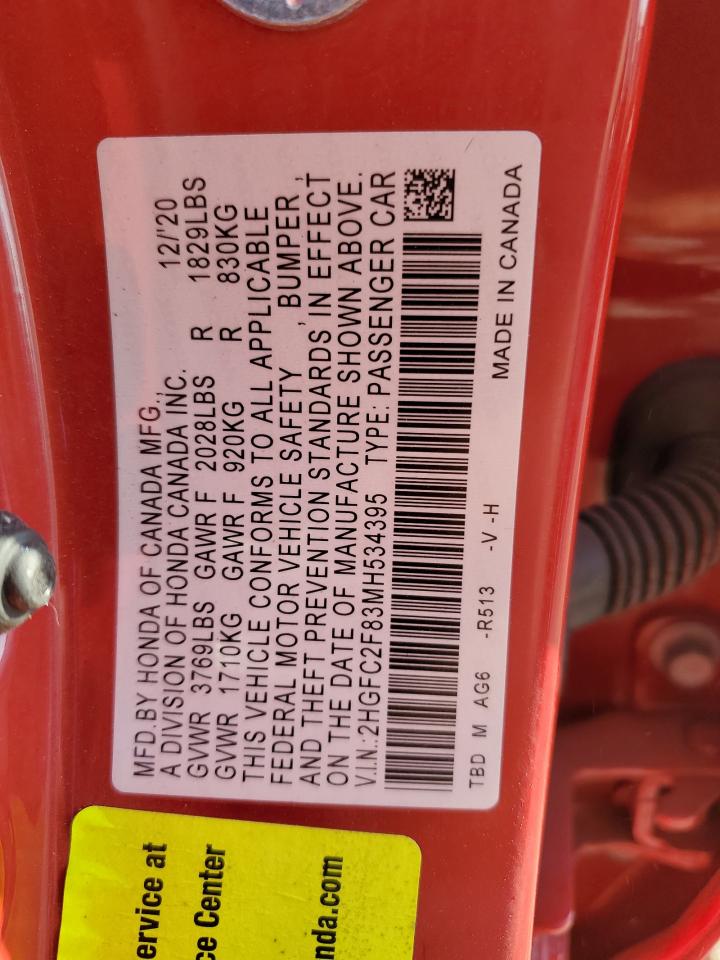 MFD.BY HONDA OF CANADA MFG.,
A DIVISION OF HONDA CANADA INC. 12/'20
GVWR 3769LBS GAWR F 2028LBS R 1829LBS
GVWR 1710KG GAWR F 920KG R 830KG
THIS VEHICLE CONFORMS TO ALL APPLICABLE
FEDERAL MOTOR VEHICLE SAFETY, BUMPER,
AND THEFT PREVENTION STANDARDS IN EFFECT
ON THE DATE OF MANUFACTURE SHOWN ABOVE.
V.I.N.:2HGFC2F83MH534395 TYPE: PASSENGER CAR
TBD M AG6 -R513 -V -H
MADE IN CANADA
ervice at
ce Center
nda.com